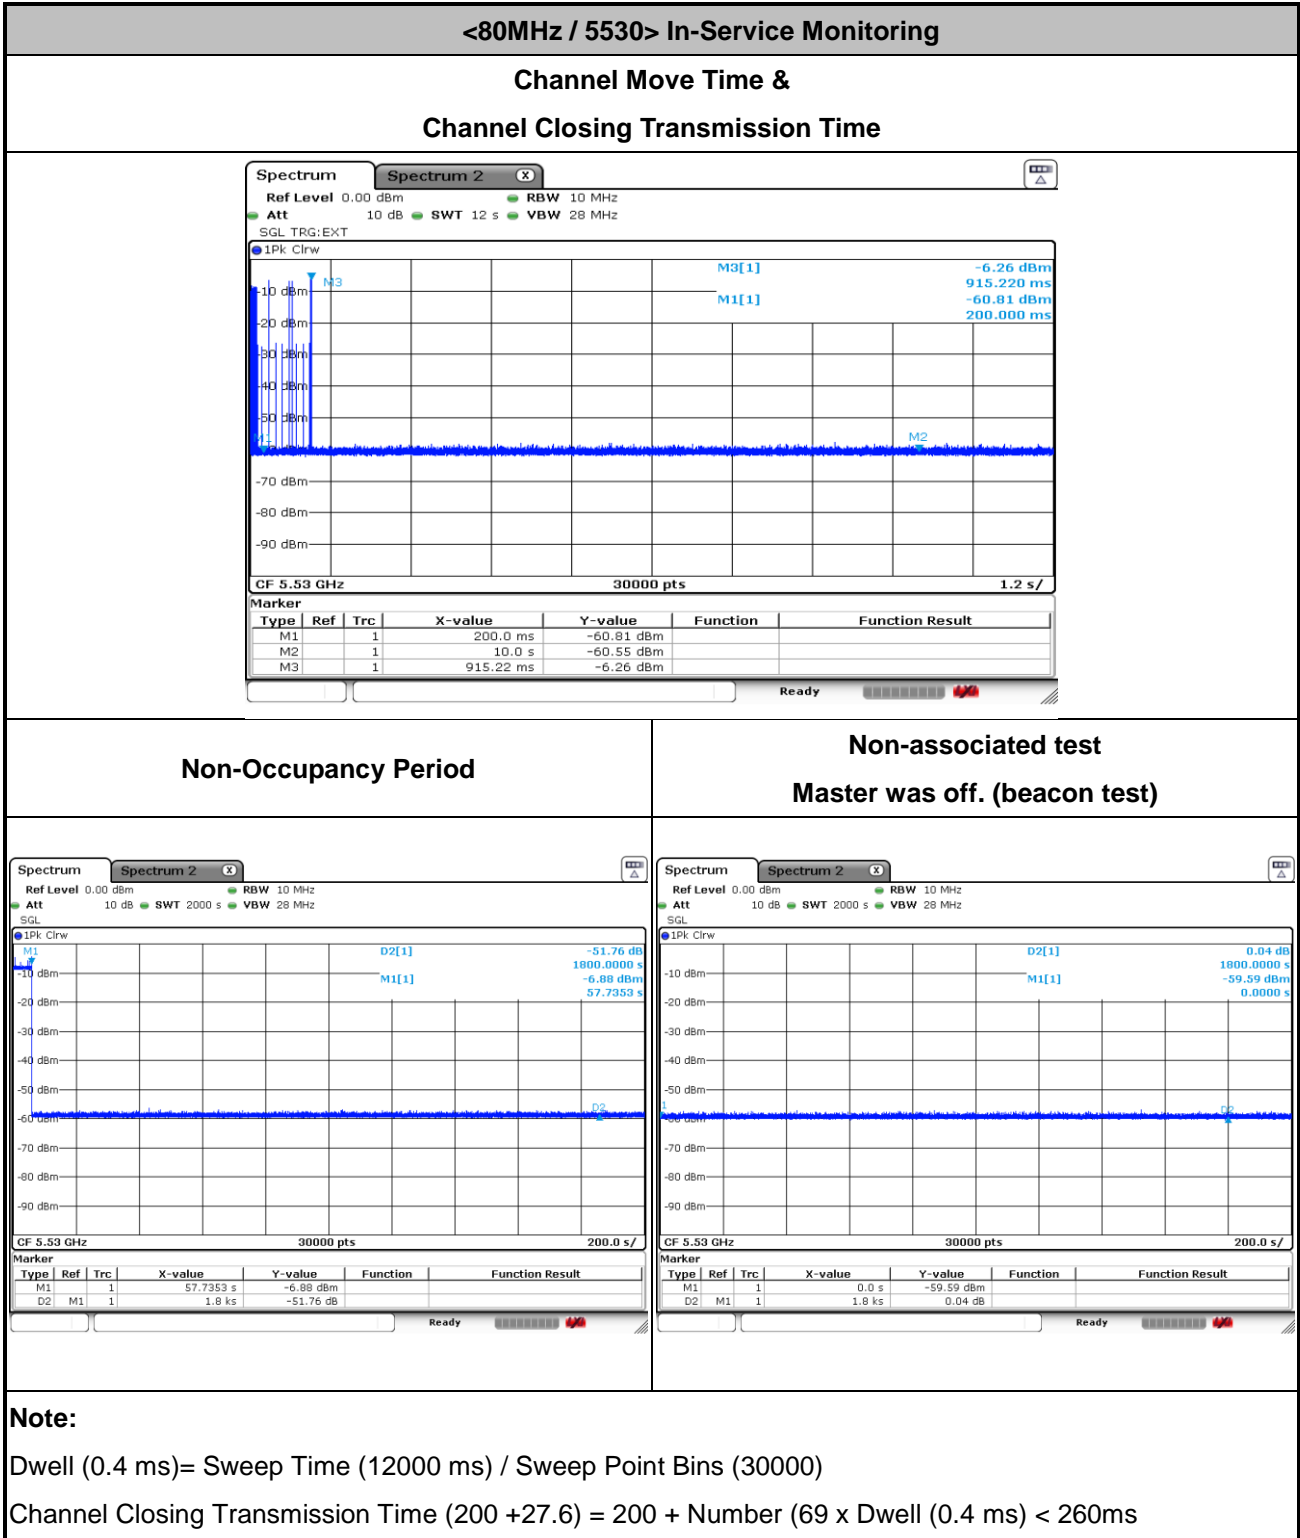 <80MHz / 5530> In-Service Monitoring
Channel Move Time &
Channel Closing Transmission Time
Spectrum Spectrum 2 X
Ref Level 0.00 dBm RBW 10 MHz
Att 10 dB SWT 12 s VBW 28 MHz
SGL TRG:EXT
1Pk Clrw
M3[1] -6.26 dBm
M3 915.220 ms
-10 dBm M1[1] -60.81 dBm
200.000 ms
-20 dBm
-30 dBm
-40 dBm
-50 dBm
M1 M2
-70 dBm
-80 dBm
-90 dBm
CF 5.53 GHz 30000 pts 1.2 s/
Marker
Type Ref Trc X-value Y-value Function Function Result
M1 1 200.0 ms -60.81 dBm
M2 1 10.0 s -60.55 dBm
M3 1 915.22 ms -6.26 dBm
Ready
Non-Occupancy Period
Non-associated test
Master was off. (beacon test)
Spectrum Spectrum 2 X
Ref Level 0.00 dBm RBW 10 MHz
Att 10 dB SWT 2000 s VBW 28 MHz
SGL
1Pk Clrw
M1 D2[1] -51.76 dB
1800.0000 s
-10 dBm M1[1] -6.88 dBm
57.7353 s
-20 dBm
-30 dBm
-40 dBm
-50 dBm
D2
-60 dBm
-70 dBm
-80 dBm
-90 dBm
CF 5.53 GHz 30000 pts 200.0 s/
Marker
Type Ref Trc X-value Y-value Function Function Result
M1 1 57.7353 s -6.88 dBm
D2 M1 1 1.8 ks -51.76 dB
Ready
Spectrum Spectrum 2 X
Ref Level 0.00 dBm RBW 10 MHz
Att 10 dB SWT 2000 s VBW 28 MHz
SGL
1Pk Clrw
D2[1] 0.04 dB
1800.0000 s
-10 dBm M1[1] -59.59 dBm
0.0000 s
-20 dBm
-30 dBm
-40 dBm
-50 dBm
1 D2
-60 dBm
-70 dBm
-80 dBm
-90 dBm
CF 5.53 GHz 30000 pts 200.0 s/
Marker
Type Ref Trc X-value Y-value Function Function Result
M1 1 0.0 s -59.59 dBm
D2 M1 1 1.8 ks 0.04 dB
Ready
Note:
Dwell (0.4 ms)= Sweep Time (12000 ms) / Sweep Point Bins (30000)
Channel Closing Transmission Time (200 +27.6) = 200 + Number (69 x Dwell (0.4 ms) < 260ms